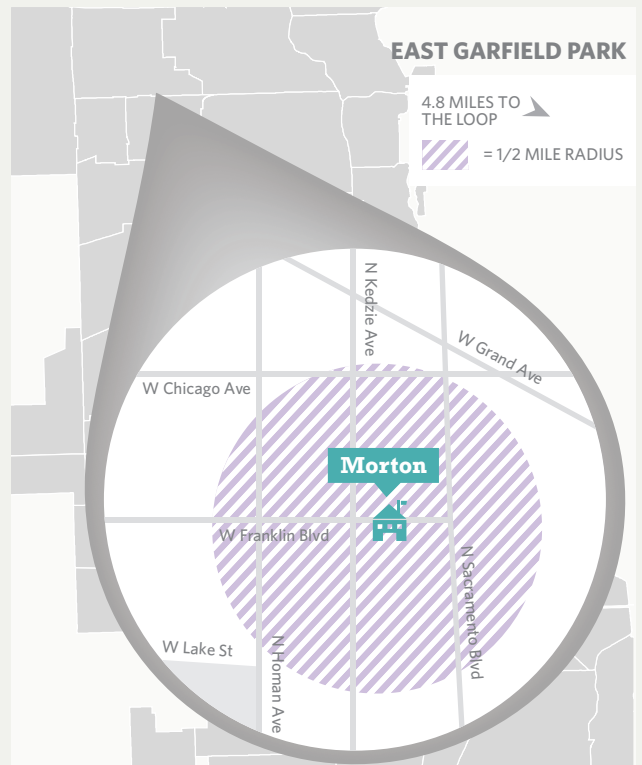 EAST GARFIELD PARK
4.8 MILES TO
THE LOOP
= 1/2 MILE RADIUS
N Kedzie Ave
W Grand Ave
W Chicago Ave
Morton
W Franklin Blvd
N Sacramento Blvd
W Lake St
N Homan Ave